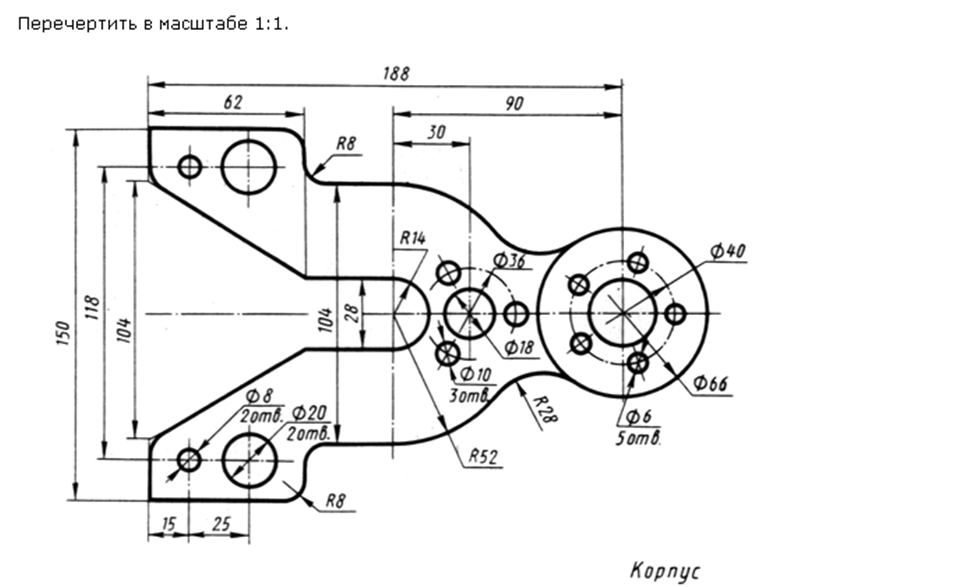 Перечертить в масштабе 1:1.
188
62
90
30
R8
R14
Ф36
Ф40
150
118
104
104
28
Ф18
Ф10
3отв.
Ф66
Ф8
2отв.
Ф20
2отв.
R28
Ф6
5отв.
R52
R8
15
25
Корпус